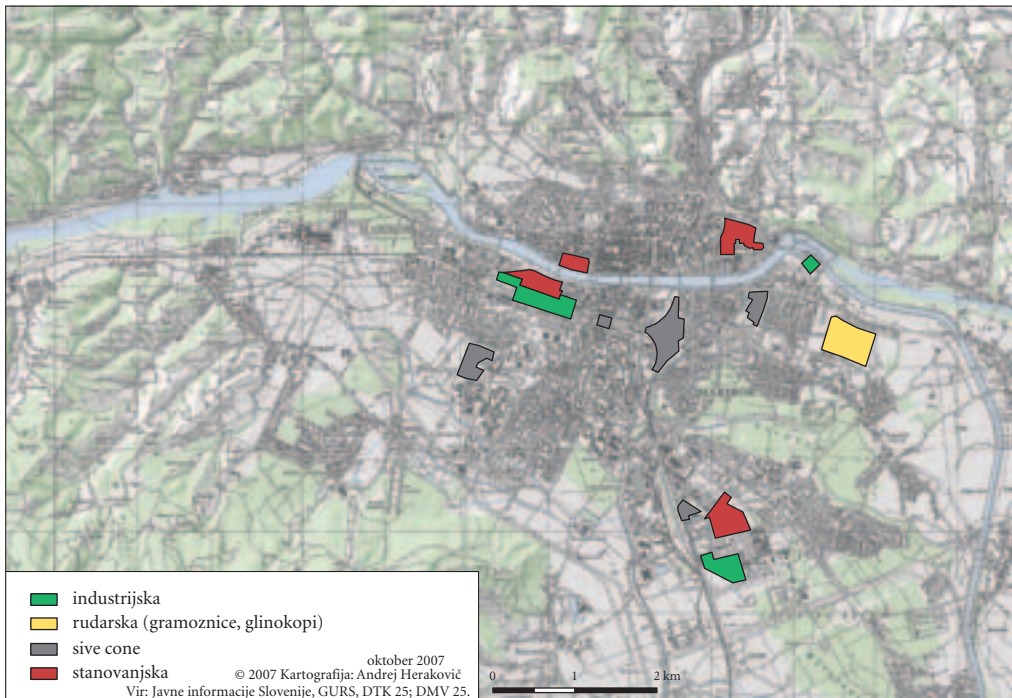 industrijska
rudarska (gramoznice, glinokopi)
sive cone
stanovanjska
oktober 2007
© 2007 Kartografija: Andrej Herakovič
Vir: Javne informacije Slovenije, GURS, DTK 25; DMV 25.
0 1 2 km